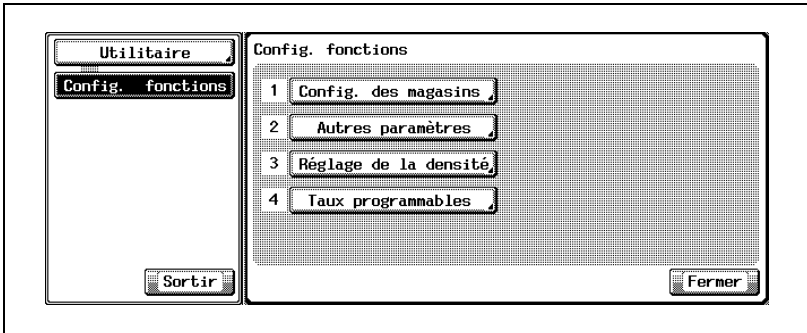 Utilitaire
Config. fonctions
Sortir
Config. fonctions
1 Config. des magasins
2 Autres paramètres
3 Réglage de la densité
4 Taux programmables
Fermer